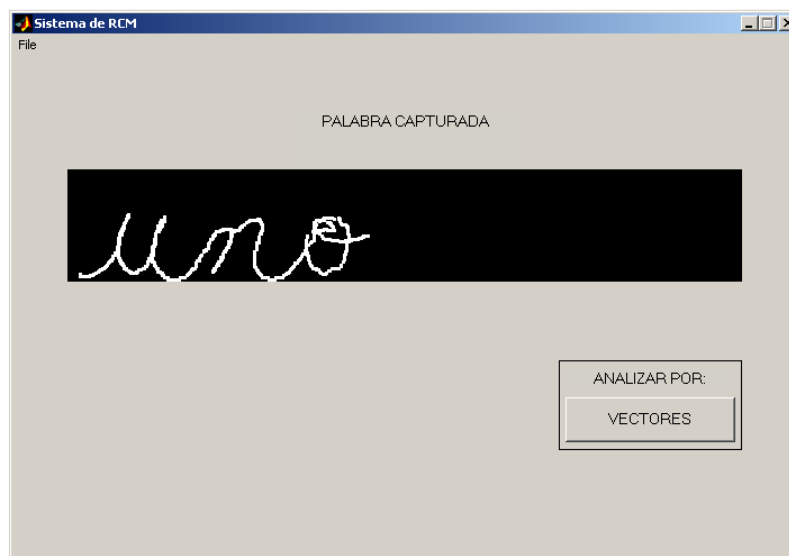 Sistema de RCM
File
PALABRA CAPTURADA
uno
ANALIZAR POR:
VECTORES